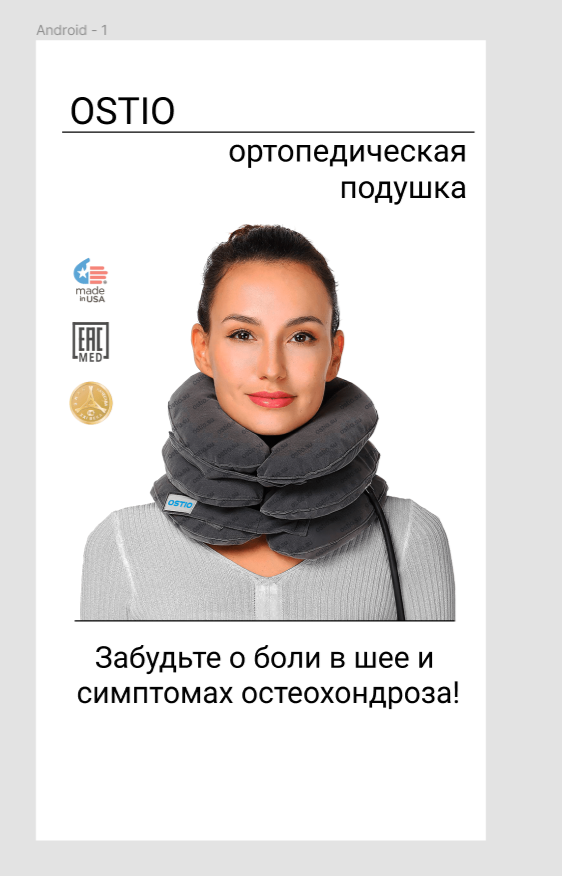 Android - 1
OSTIO
ортопедическая
подушка
made
in USA
EAC
MED
OSTIO
Забудьте о боли в шее и
симптомах остеохондроза!